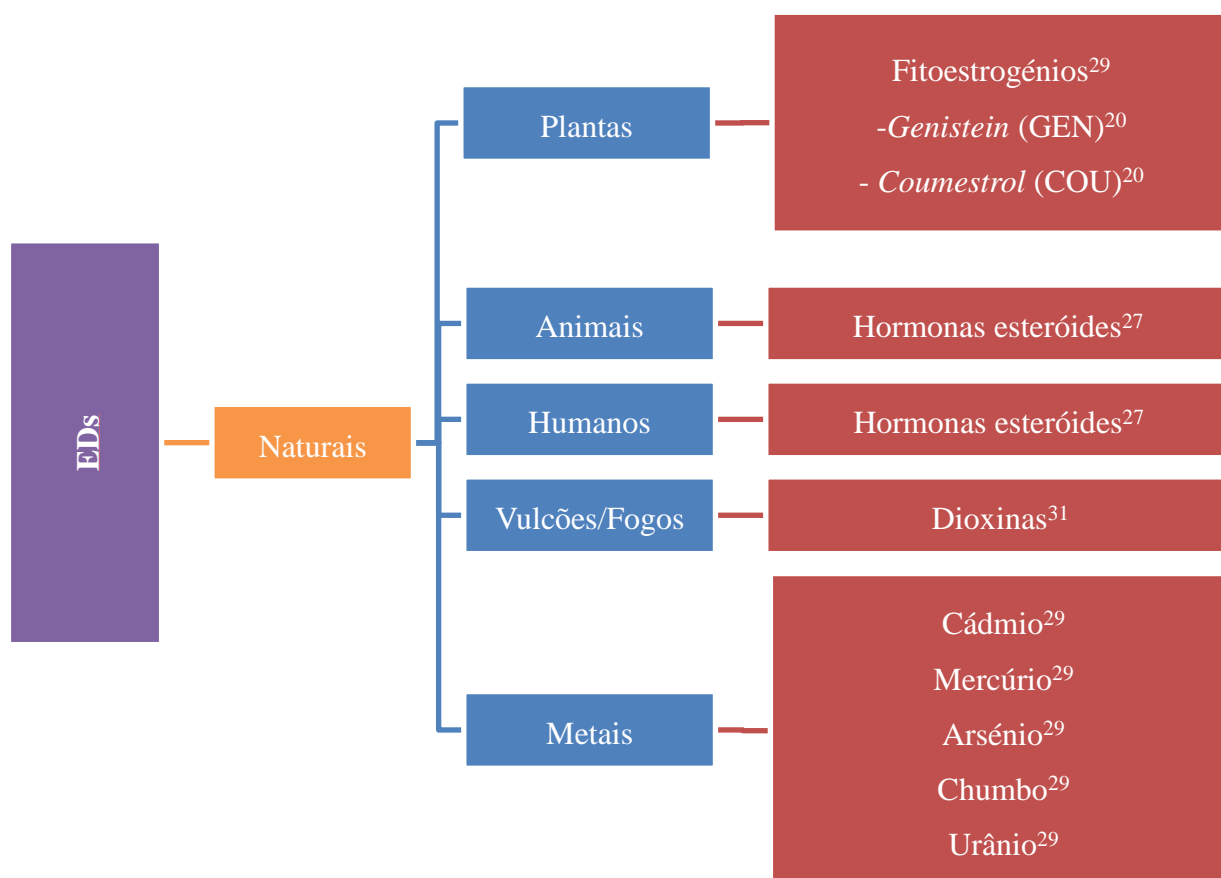 EDs
Naturais
Plantas
Fitoestrogénios²⁹
-Genistein (GEN)²⁰
- Coumestrol (COU)²⁰
Animais
Hormonas esteróides²⁷
Humanos
Hormonas esteróides²⁷
Vulcões/Fogos
Dioxinas³¹
Metais
Cádmio²⁹
Mercúrio²⁹
Arsénio²⁹
Chumbo²⁹
Urânio²⁹